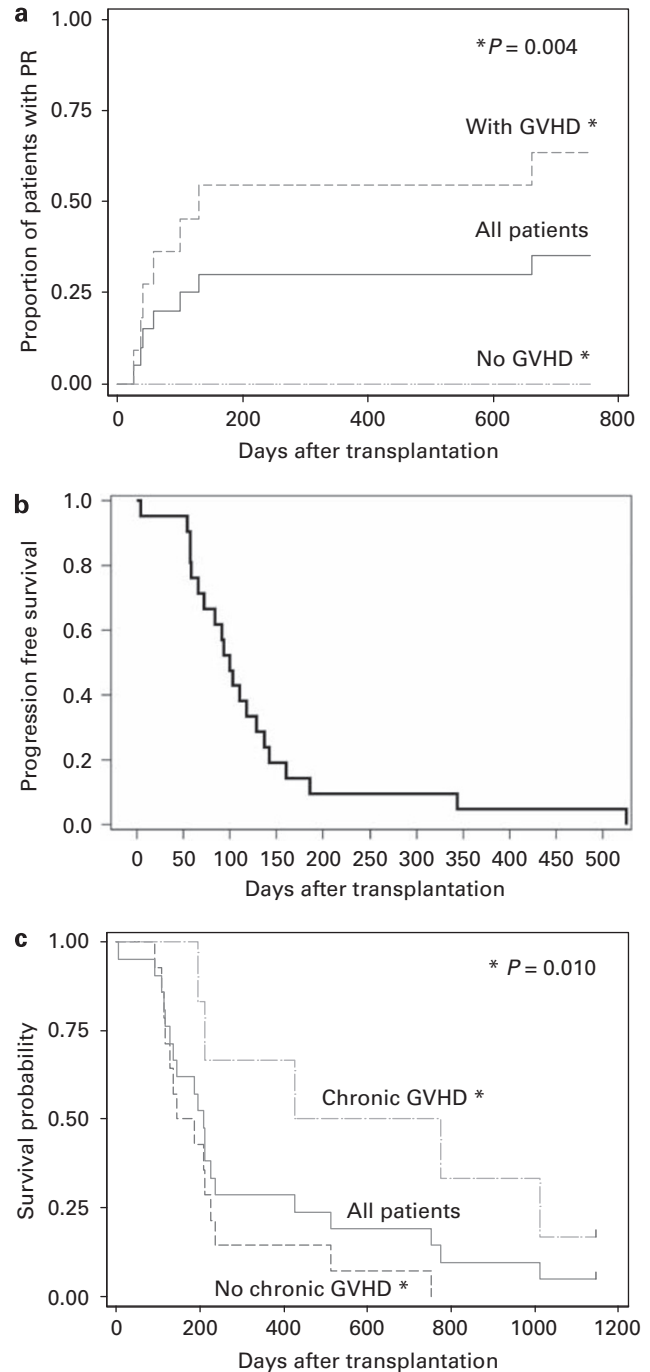 a
1.00
0.75
0.50
0.25
0.00
Proportion of patients with PR
* P = 0.004
With GVHD *
All patients
No GVHD *
0 200 400 600 800
Days after transplantation
b
1.0
0.8
0.6
0.4
0.2
0.0
Progression free survival
0 50 100 150 200 250 300 350 400 450 500
Days after transplantation
c
1.00
0.75
0.50
0.25
0.00
Survival probability
* P = 0.010
Chronic GVHD *
All patients
No chronic GVHD *
0 200 400 600 800 1000 1200
Days after transplantation